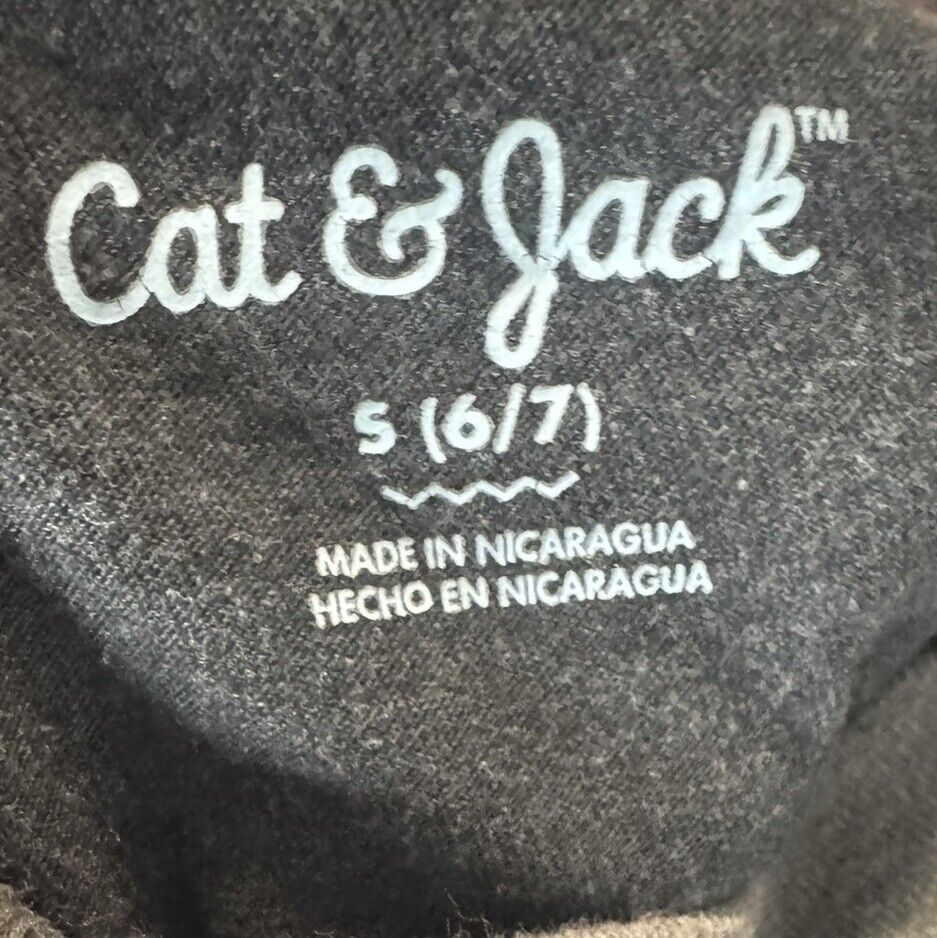 Cat & Jack™
S (6/7)
MADE IN NICARAGUA
HECHO EN NICARAGUA